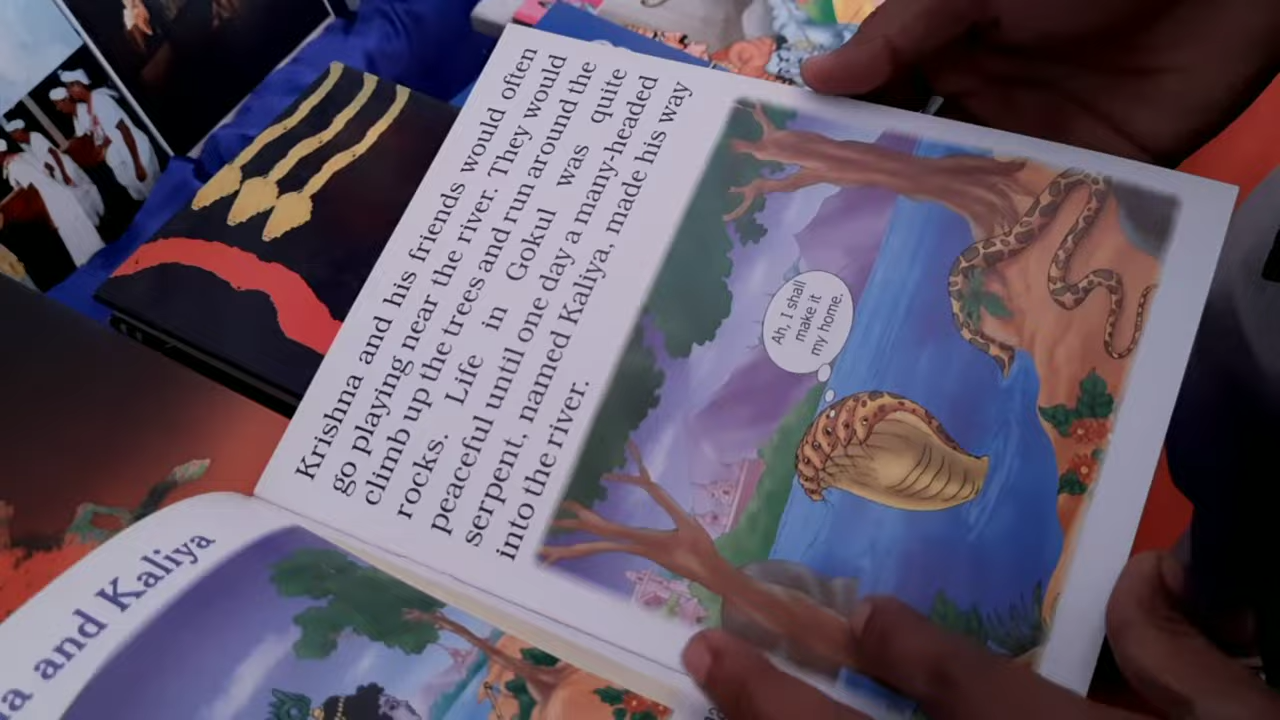 Krishna and his friends would often
go playing near the river. They would
climb up the trees and run around the
rocks. Life in Gokul was quite
peaceful until one day a many-headed
serpent, named Kaliya, made his way
into the river.
Ah, I shall
make it
my home.
and Kaliya